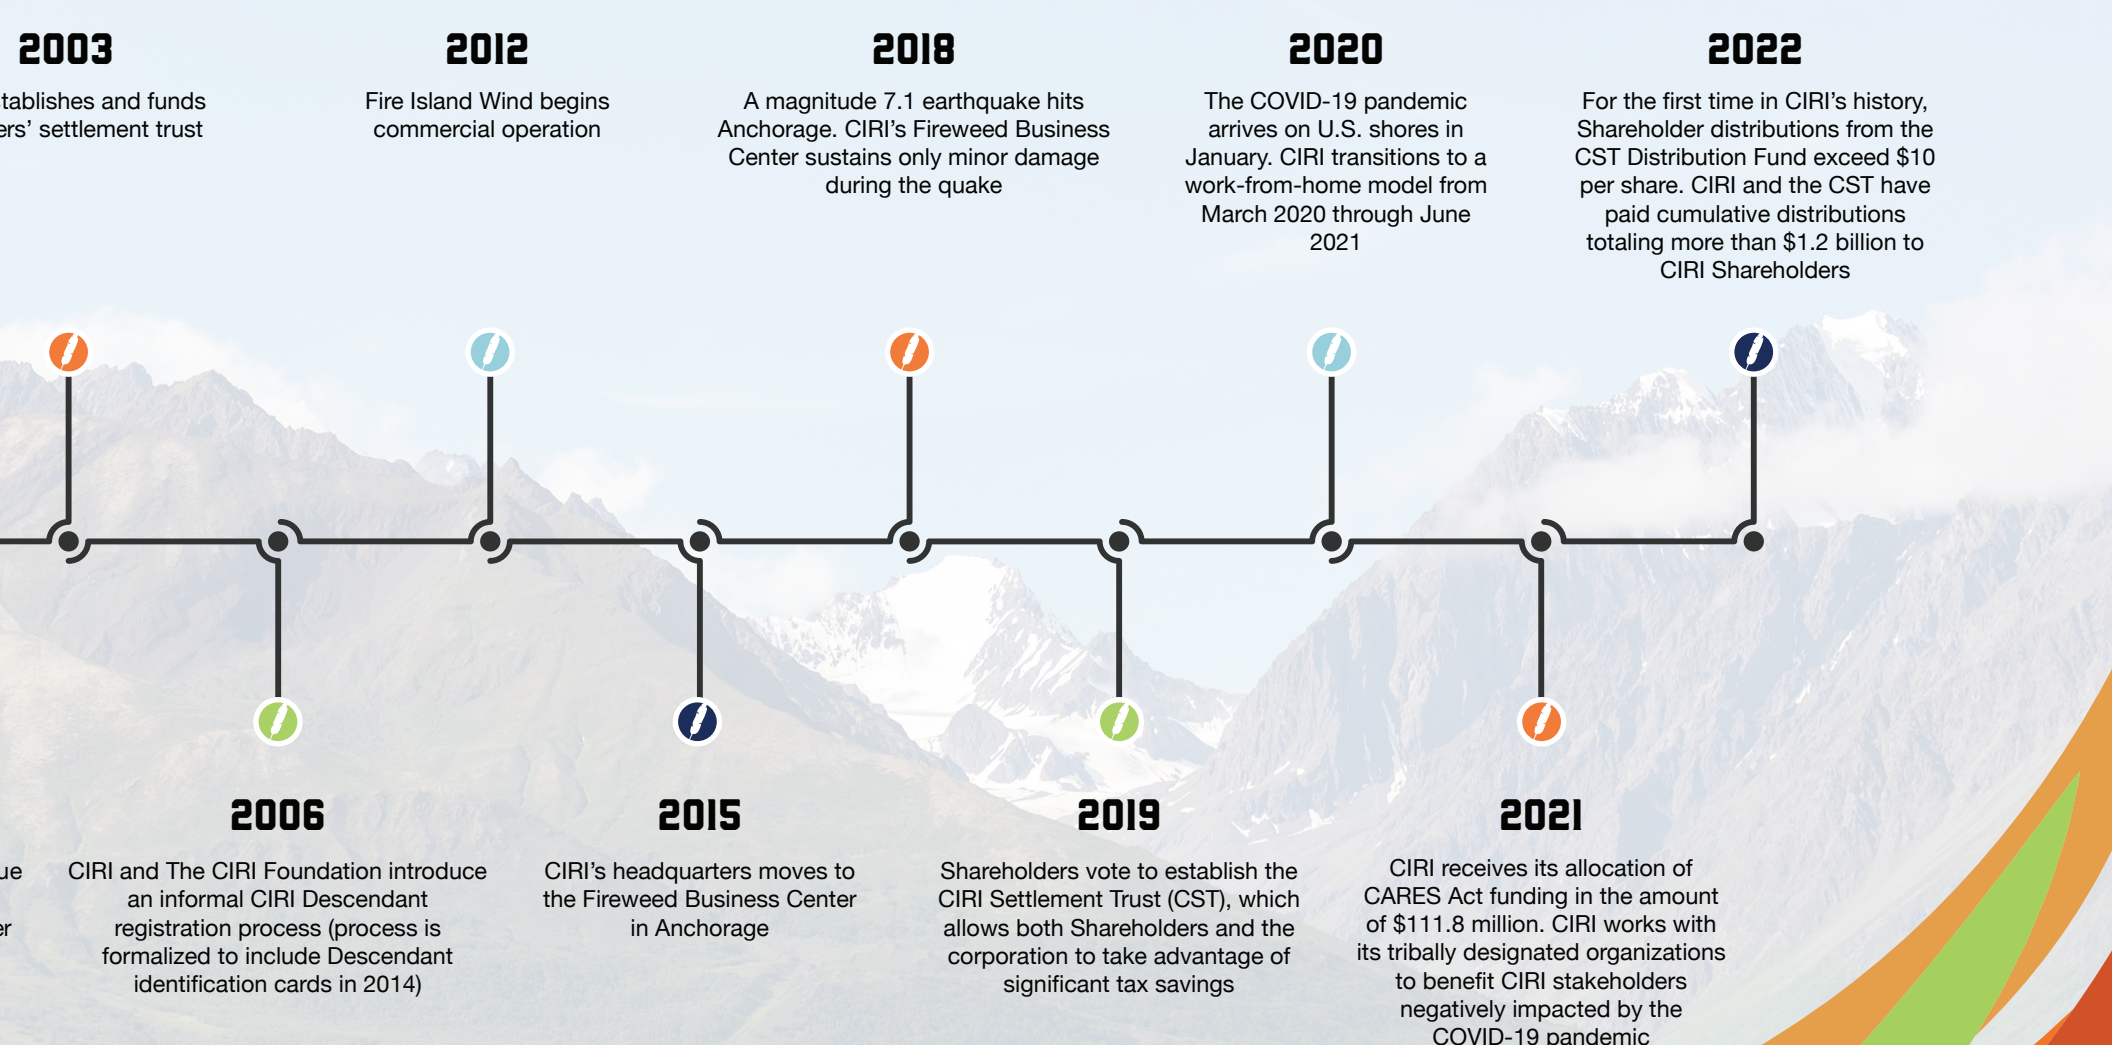 2003
tablishes and funds
ers’ settlement trust
2012
Fire Island Wind begins
commercial operation
2018
A magnitude 7.1 earthquake hits
Anchorage. CIRI’s Fireweed Business
Center sustains only minor damage
during the quake
2020
The COVID-19 pandemic
arrives on U.S. shores in
January. CIRI transitions to a
work-from-home model from
March 2020 through June
2021
2022
For the first time in CIRI’s history,
Shareholder distributions from the
CST Distribution Fund exceed $10
per share. CIRI and the CST have
paid cumulative distributions
totaling more than $1.2 billion to
CIRI Shareholders
ue
er
2006
CIRI and The CIRI Foundation introduce
an informal CIRI Descendant
registration process (process is
formalized to include Descendant
identification cards in 2014)
2015
CIRI’s headquarters moves to
the Fireweed Business Center
in Anchorage
2019
Shareholders vote to establish the
CIRI Settlement Trust (CST), which
allows both Shareholders and the
corporation to take advantage of
significant tax savings
2021
CIRI receives its allocation of
CARES Act funding in the amount
of $111.8 million. CIRI works with
its tribally designated organizations
to benefit CIRI stakeholders
negatively impacted by the
COVID-19 pandemic